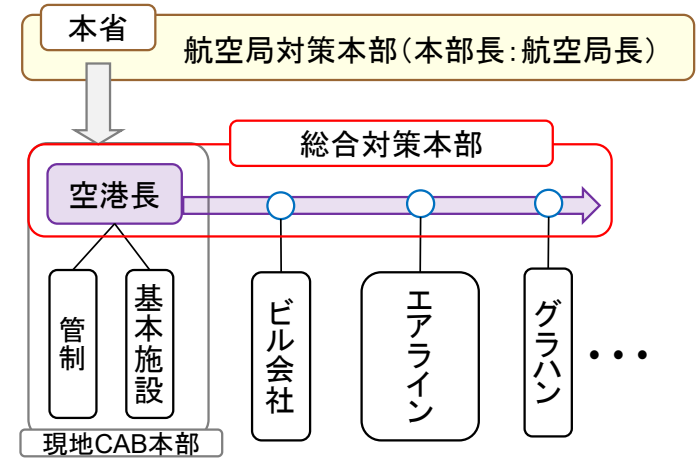 本省
航空局対策本部(本部長:航空局長)
総合対策本部
空港長
管制
基本施設
ビル会社
エアライン
グラハン
・・・
現地CAB本部